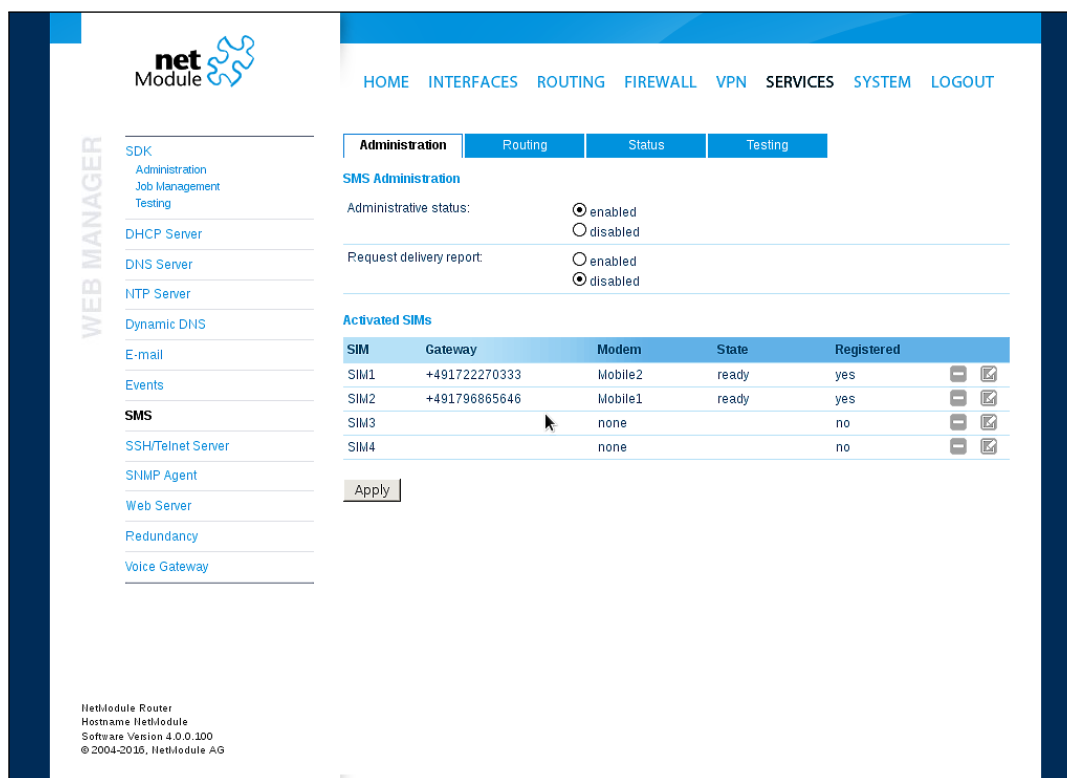 net
Module
HOME INTERFACES ROUTING FIREWALL VPN SERVICES SYSTEM LOGOUT
WEB MANAGER
SDK
Administration
Job Management
Testing
DHCP Server
DNS Server
NTP Server
Dynamic DNS
E-mail
Events
SMS
SSH/Telnet Server
SNMP Agent
Web Server
Redundancy
Voice Gateway
Administration Routing Status Testing
SMS Administration
Administrative status: enabled
disabled
Request delivery report: enabled
disabled
Activated SIMs
SIM Gateway Modem State Registered
SIM1 +491722270333 Mobile2 ready yes
SIM2 +491796865646 Mobile1 ready yes
SIM3 none no
SIM4 none no
Apply
NetModule Router
Hostname NetModule
Software Version 4.0.0.100
© 2004-2016, NetModule AG